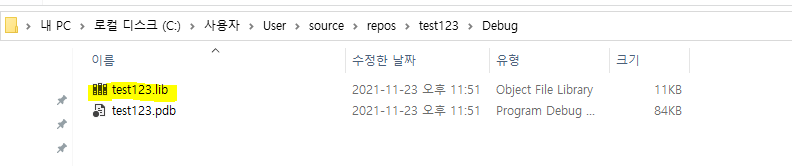 내 PC > 로컬 디스크 (C:) > 사용자 > User > source > repos > test123 > Debug
이름 수정한 날짜 유형 크기
test123.lib 2021-11-23 오후 11:51 Object File Library 11KB
test123.pdb 2021-11-23 오후 11:51 Program Debug ... 84KB